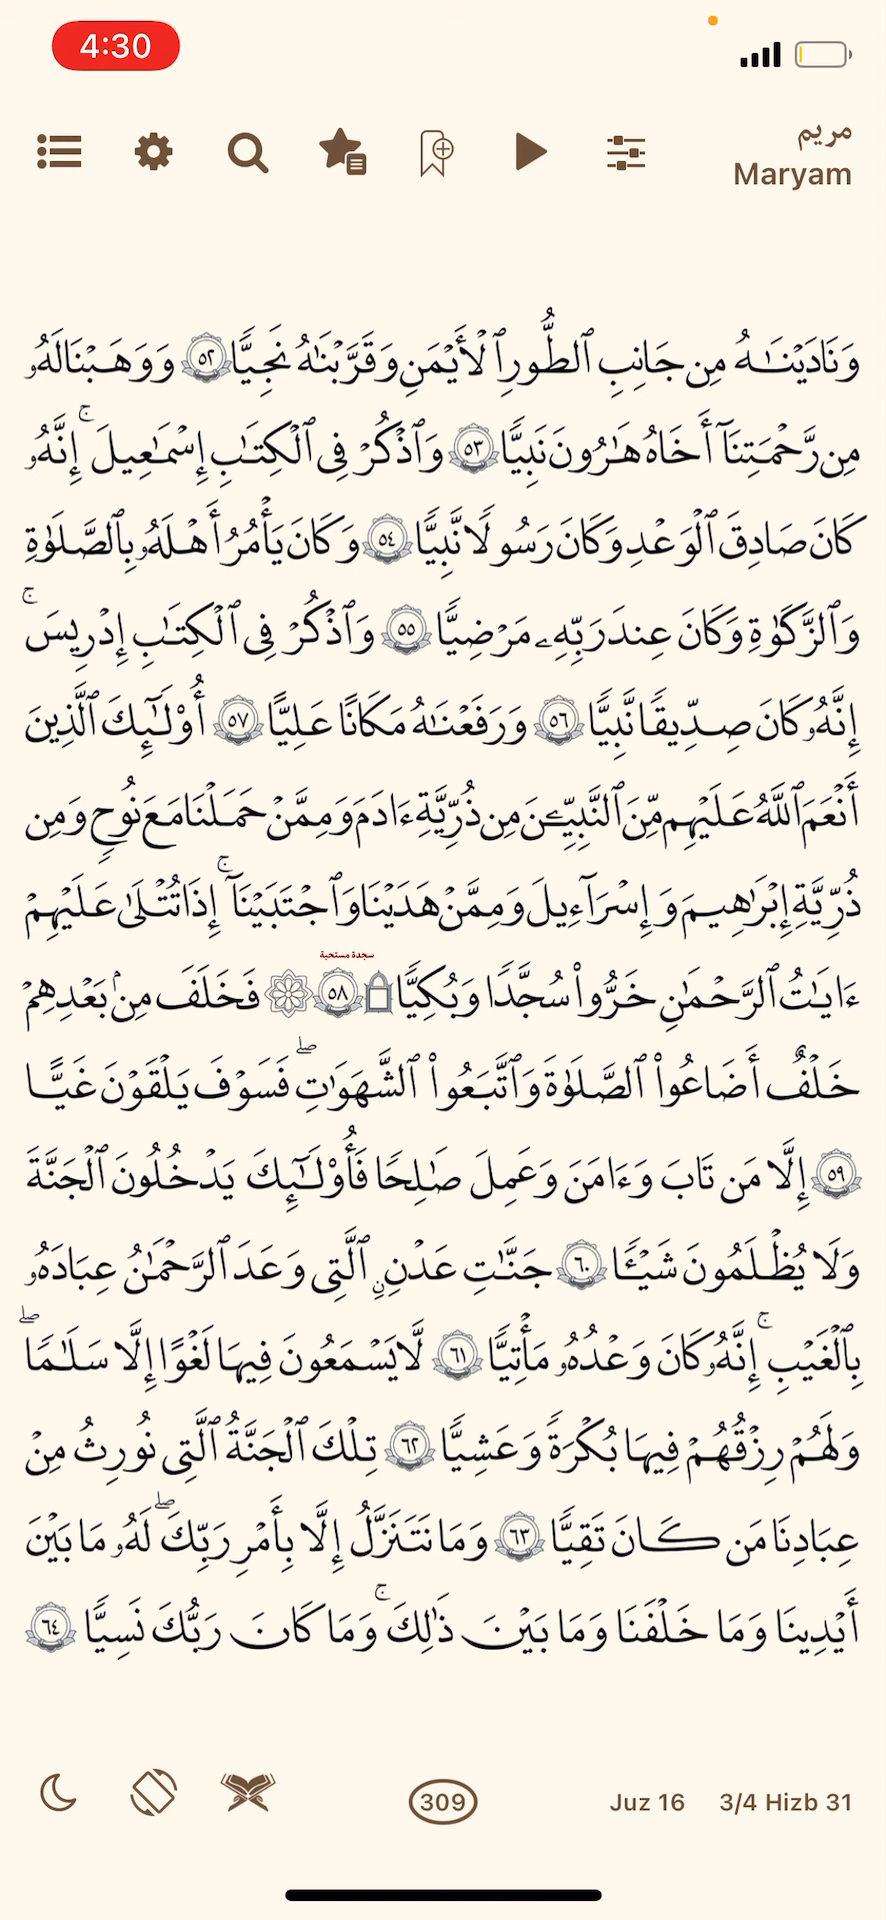 4:30
مريم
Maryam
وَنَٰدَيْنَٰهُ مِن جَانِبِ ٱلطُّورِ ٱلْأَيْمَنِ وَقَرَّبْنَٰهُ نَجِيًّا ٥٢ وَوَهَبْنَا لَهُۥ
مِن رَّحْمَتِنَآ أَخَاهُ هَٰرُونَ نَبِيًّا ٥٣ وَٱذْكُرْ فِى ٱلْكِتَٰبِ إِسْمَٰعِيلَ ۚ إِنَّهُۥ
كَانَ صَادِقَ ٱلْوَعْدِ وَكَانَ رَسُولًا نَّبِيًّا ٥٤ وَكَانَ يَأْمُرُ أَهْلَهُۥ بِٱلصَّلَوٰةِ
وَٱلزَّكَوٰةِ وَكَانَ عِندَ رَبِّهِۦ مَرْضِيًّا ٥٥ وَٱذْكُرْ فِى ٱلْكِتَٰبِ إِدْرِيسَ ۚ
إِنَّهُۥ كَانَ صِدِّيقًا نَّبِيًّا ٥٦ وَرَفَعْنَٰهُ مَكَانًا عَلِيًّا ٥٧ أُو۟لَٰٓئِكَ ٱلَّذِينَ
أَنْعَمَ ٱللَّهُ عَلَيْهِم مِّنَ ٱلنَّبِيِّـۧنَ مِن ذُرِّيَّةِ ءَادَمَ وَمِمَّنْ حَمَلْنَا مَعَ نُوحٍ وَمِن
ذُرِّيَّةِ إِبْرَٰهِيمَ وَإِسْرَٰٓءِيلَ وَمِمَّنْ هَدَيْنَا وَٱجْتَبَيْنَآ ۚ إِذَا تُتْلَىٰ عَلَيْهِمْ
سجدة مستحبة
ءَايَٰتُ ٱلرَّحْمَٰنِ خَرُّوا۟ سُجَّدًا وَبُكِيًّا ۩ ٥٨ ۞ فَخَلَفَ مِنۢ بَعْدِهِمْ
خَلْفٌ أَضَاعُوا۟ ٱلصَّلَوٰةَ وَٱتَّبَعُوا۟ ٱلشَّهَوَٰتِ ۖ فَسَوْفَ يَلْقَوْنَ غَيًّا
٥٩ إِلَّا مَن تَابَ وَءَامَنَ وَعَمِلَ صَٰلِحًا فَأُو۟لَٰٓئِكَ يَدْخُلُونَ ٱلْجَنَّةَ
وَلَا يُظْلَمُونَ شَيْـًٔا ٦٠ جَنَّٰتِ عَدْنٍ ٱلَّتِى وَعَدَ ٱلرَّحْمَٰنُ عِبَادَهُۥ
بِٱلْغَيْبِ ۚ إِنَّهُۥ كَانَ وَعْدُهُۥ مَأْتِيًّا ٦١ لَّا يَسْمَعُونَ فِيهَا لَغْوًا إِلَّا سَلَٰمًا ۖ
وَلَهُمْ رِزْقُهُمْ فِيهَا بُكْرَةً وَعَشِيًّا ٦٢ تِلْكَ ٱلْجَنَّةُ ٱلَّتِى نُورِثُ مِنْ
عِبَادِنَا مَن كَانَ تَقِيًّا ٦٣ وَمَا نَتَنَزَّلُ إِلَّا بِأَمْرِ رَبِّكَ ۖ لَهُۥ مَا بَيْنَ
أَيْدِينَا وَمَا خَلْفَنَا وَمَا بَيْنَ ذَٰلِكَ ۚ وَمَا كَانَ رَبُّكَ نَسِيًّا ٦٤
309
Juz 16
3/4 Hizb 31